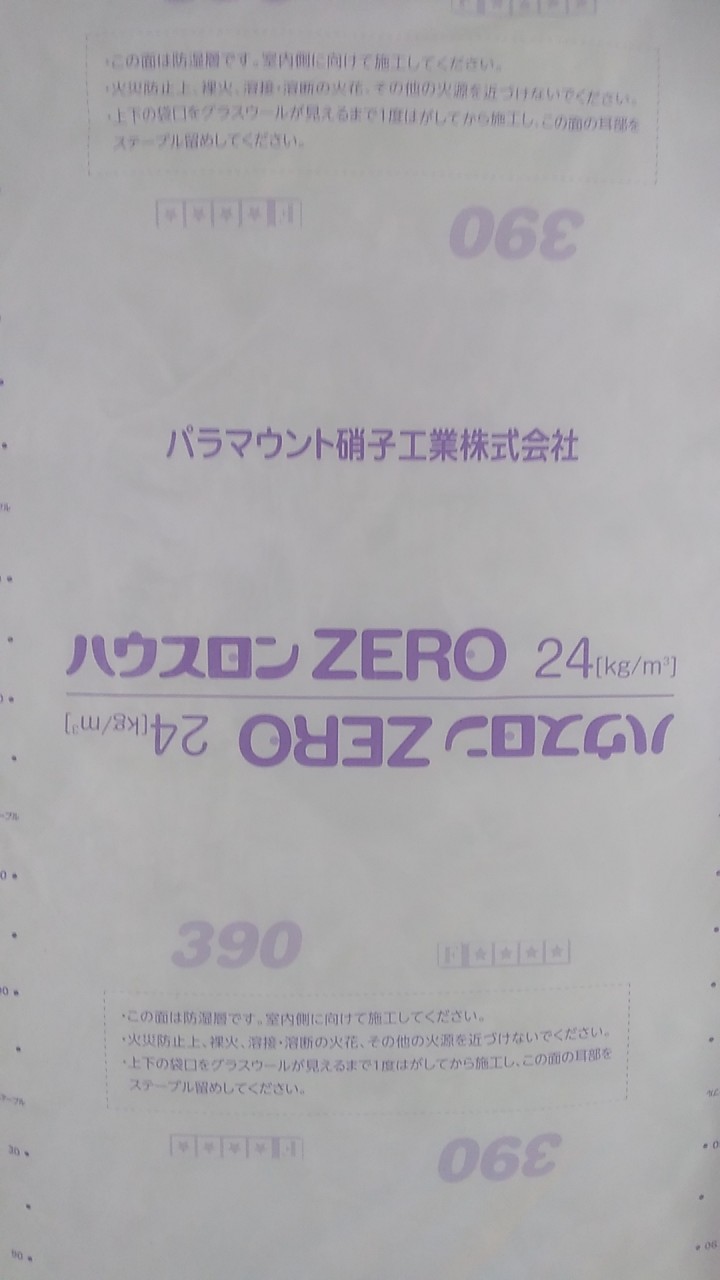 ・この面は防湿層です。室内側に向けて施工してください。
・火災防止上、裸火、溶接・溶断の火花、その他の火源を近づけないでください。
・上下の袋口をグラスウールが見えるまで1度はがしてから施工し、この面の耳部を
ステープル留めしてください。
★★★★
390
パラマウント硝子工業株式会社
ハウスロン ZERO 24[kg/m³]
ハウスロン ZERO 24[kg/m³]
390
F☆☆☆☆
・この面は防湿層です。室内側に向けて施工してください。
・火災防止上、裸火、溶接・溶断の火花、その他の火源を近づけないでください。
・上下の袋口をグラスウールが見えるまで1度はがしてから施工し、この面の耳部を
ステープル留めしてください。
★★★★
390
30